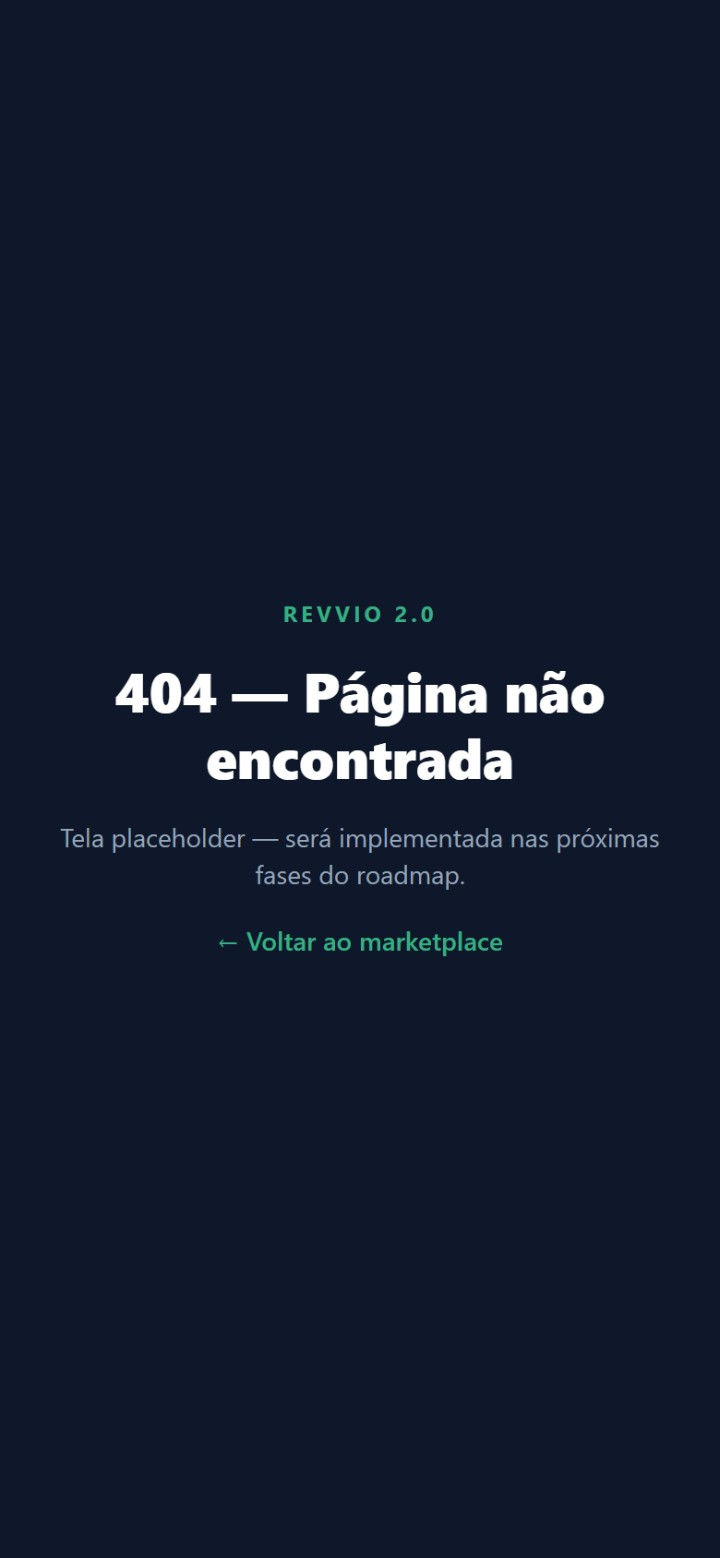 REVVIO 2.0
404 — Página não
encontrada
Tela placeholder — será implementada nas próximas
fases do roadmap.
← Voltar ao marketplace